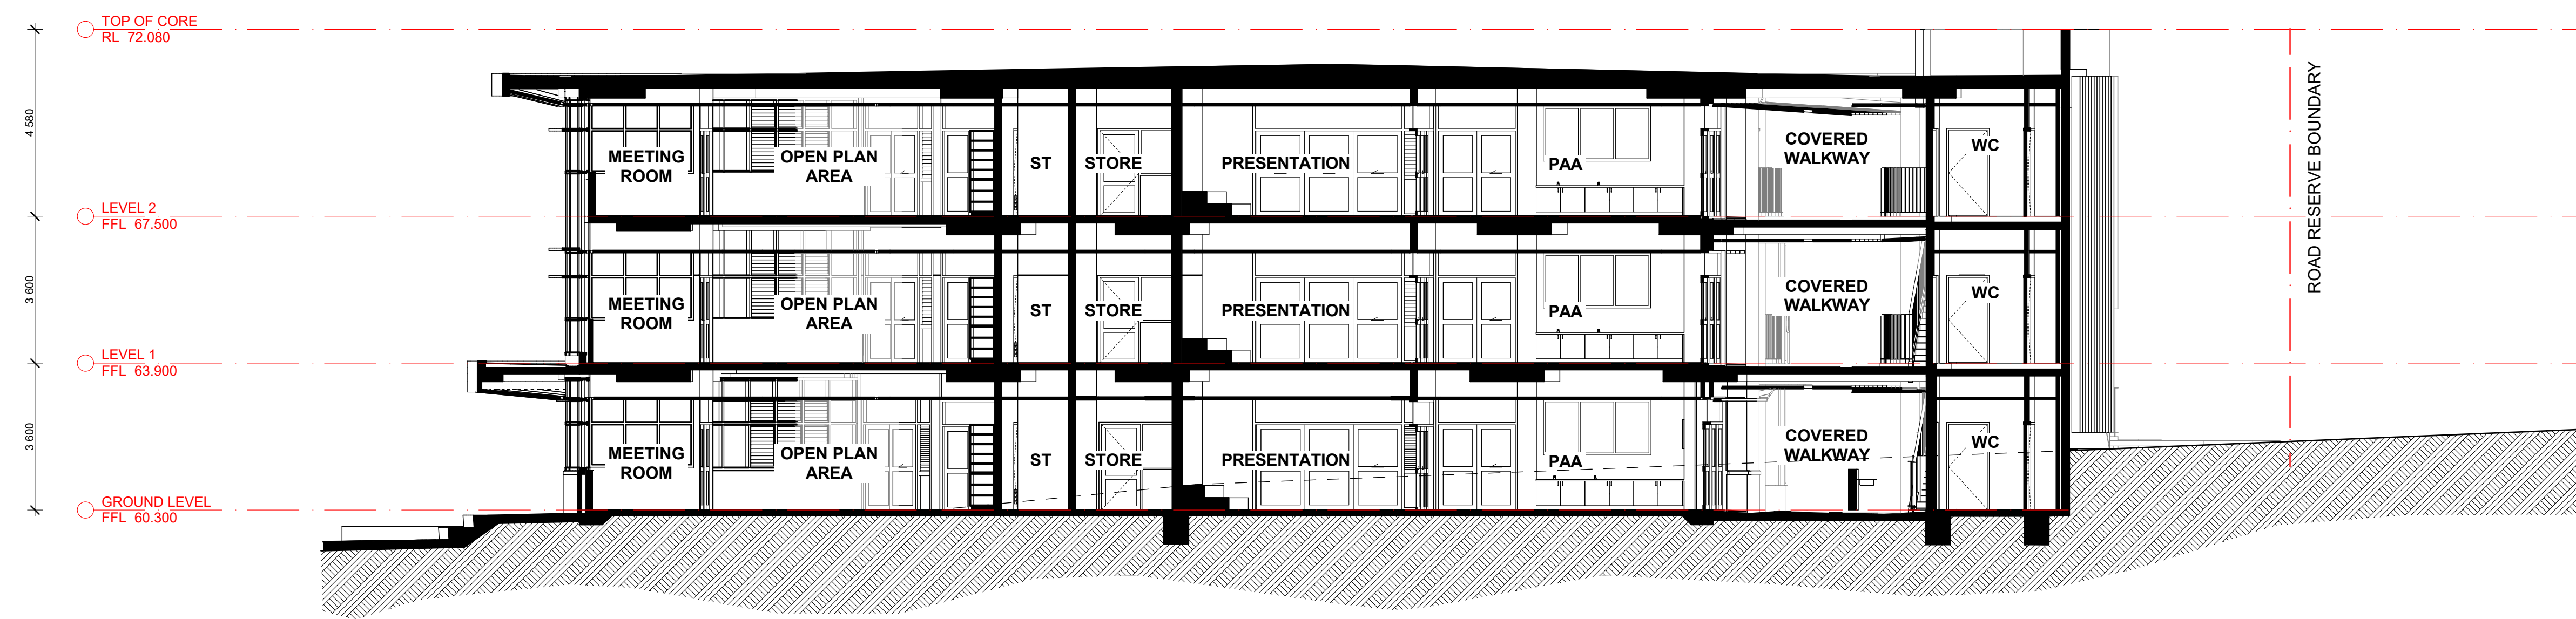 TOP OF CORE
RL 72.080
4 580
ROAD RESERVE BOUNDARY
MEETING
ROOM
OPEN PLAN
AREA
ST
STORE
PRESENTATION
PAA
COVERED
WALKWAY
WC
LEVEL 2
FFL 67.500
3 600
MEETING
ROOM
OPEN PLAN
AREA
ST
STORE
PRESENTATION
PAA
COVERED
WALKWAY
WC
LEVEL 1
FFL 63.900
3 600
MEETING
ROOM
OPEN PLAN
AREA
ST
STORE
PRESENTATION
PAA
COVERED
WALKWAY
WC
GROUND LEVEL
FFL 60.300